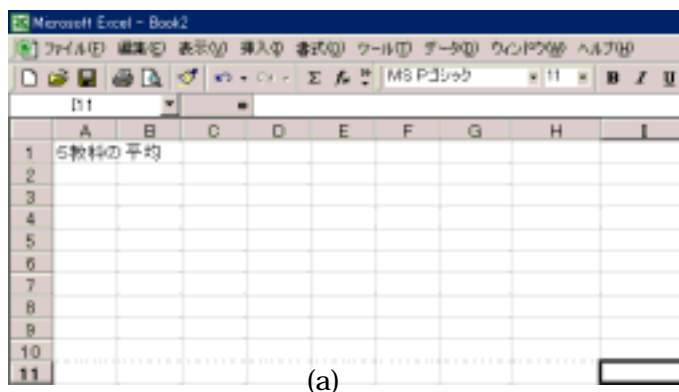 Microsoft Excel - Book2
ファイル(F) 編集(E) 表示(V) 挿入(I) 書式(O) ツール(T) データ(D) ウィンドウ(W) ヘルプ(H)
Σ fx MS Pゴシック 11 B I U
I11 =
A B C D E F G H I
1 5教科の平均
2
3
4
5
6
7
8
9
10
11
(a)